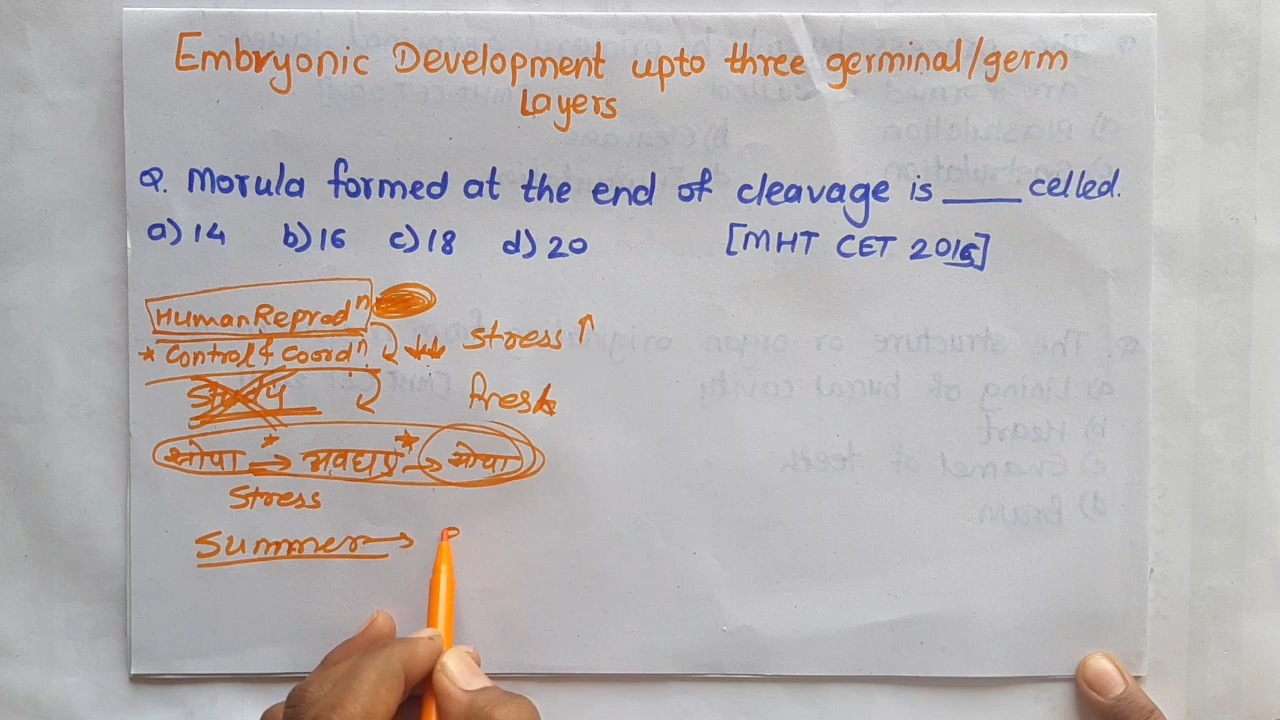 Embryonic Development upto three germinal/germ
Layers
Q. Morula formed at the end of cleavage is ____ celled.
a) 14 b) 16 c) 18 d) 20 [MHT CET 2016]
Human Reprodⁿ
* Control & Coordⁿ Stress ↑
सोपा → अवघड → सोपा
Stress
Summer →